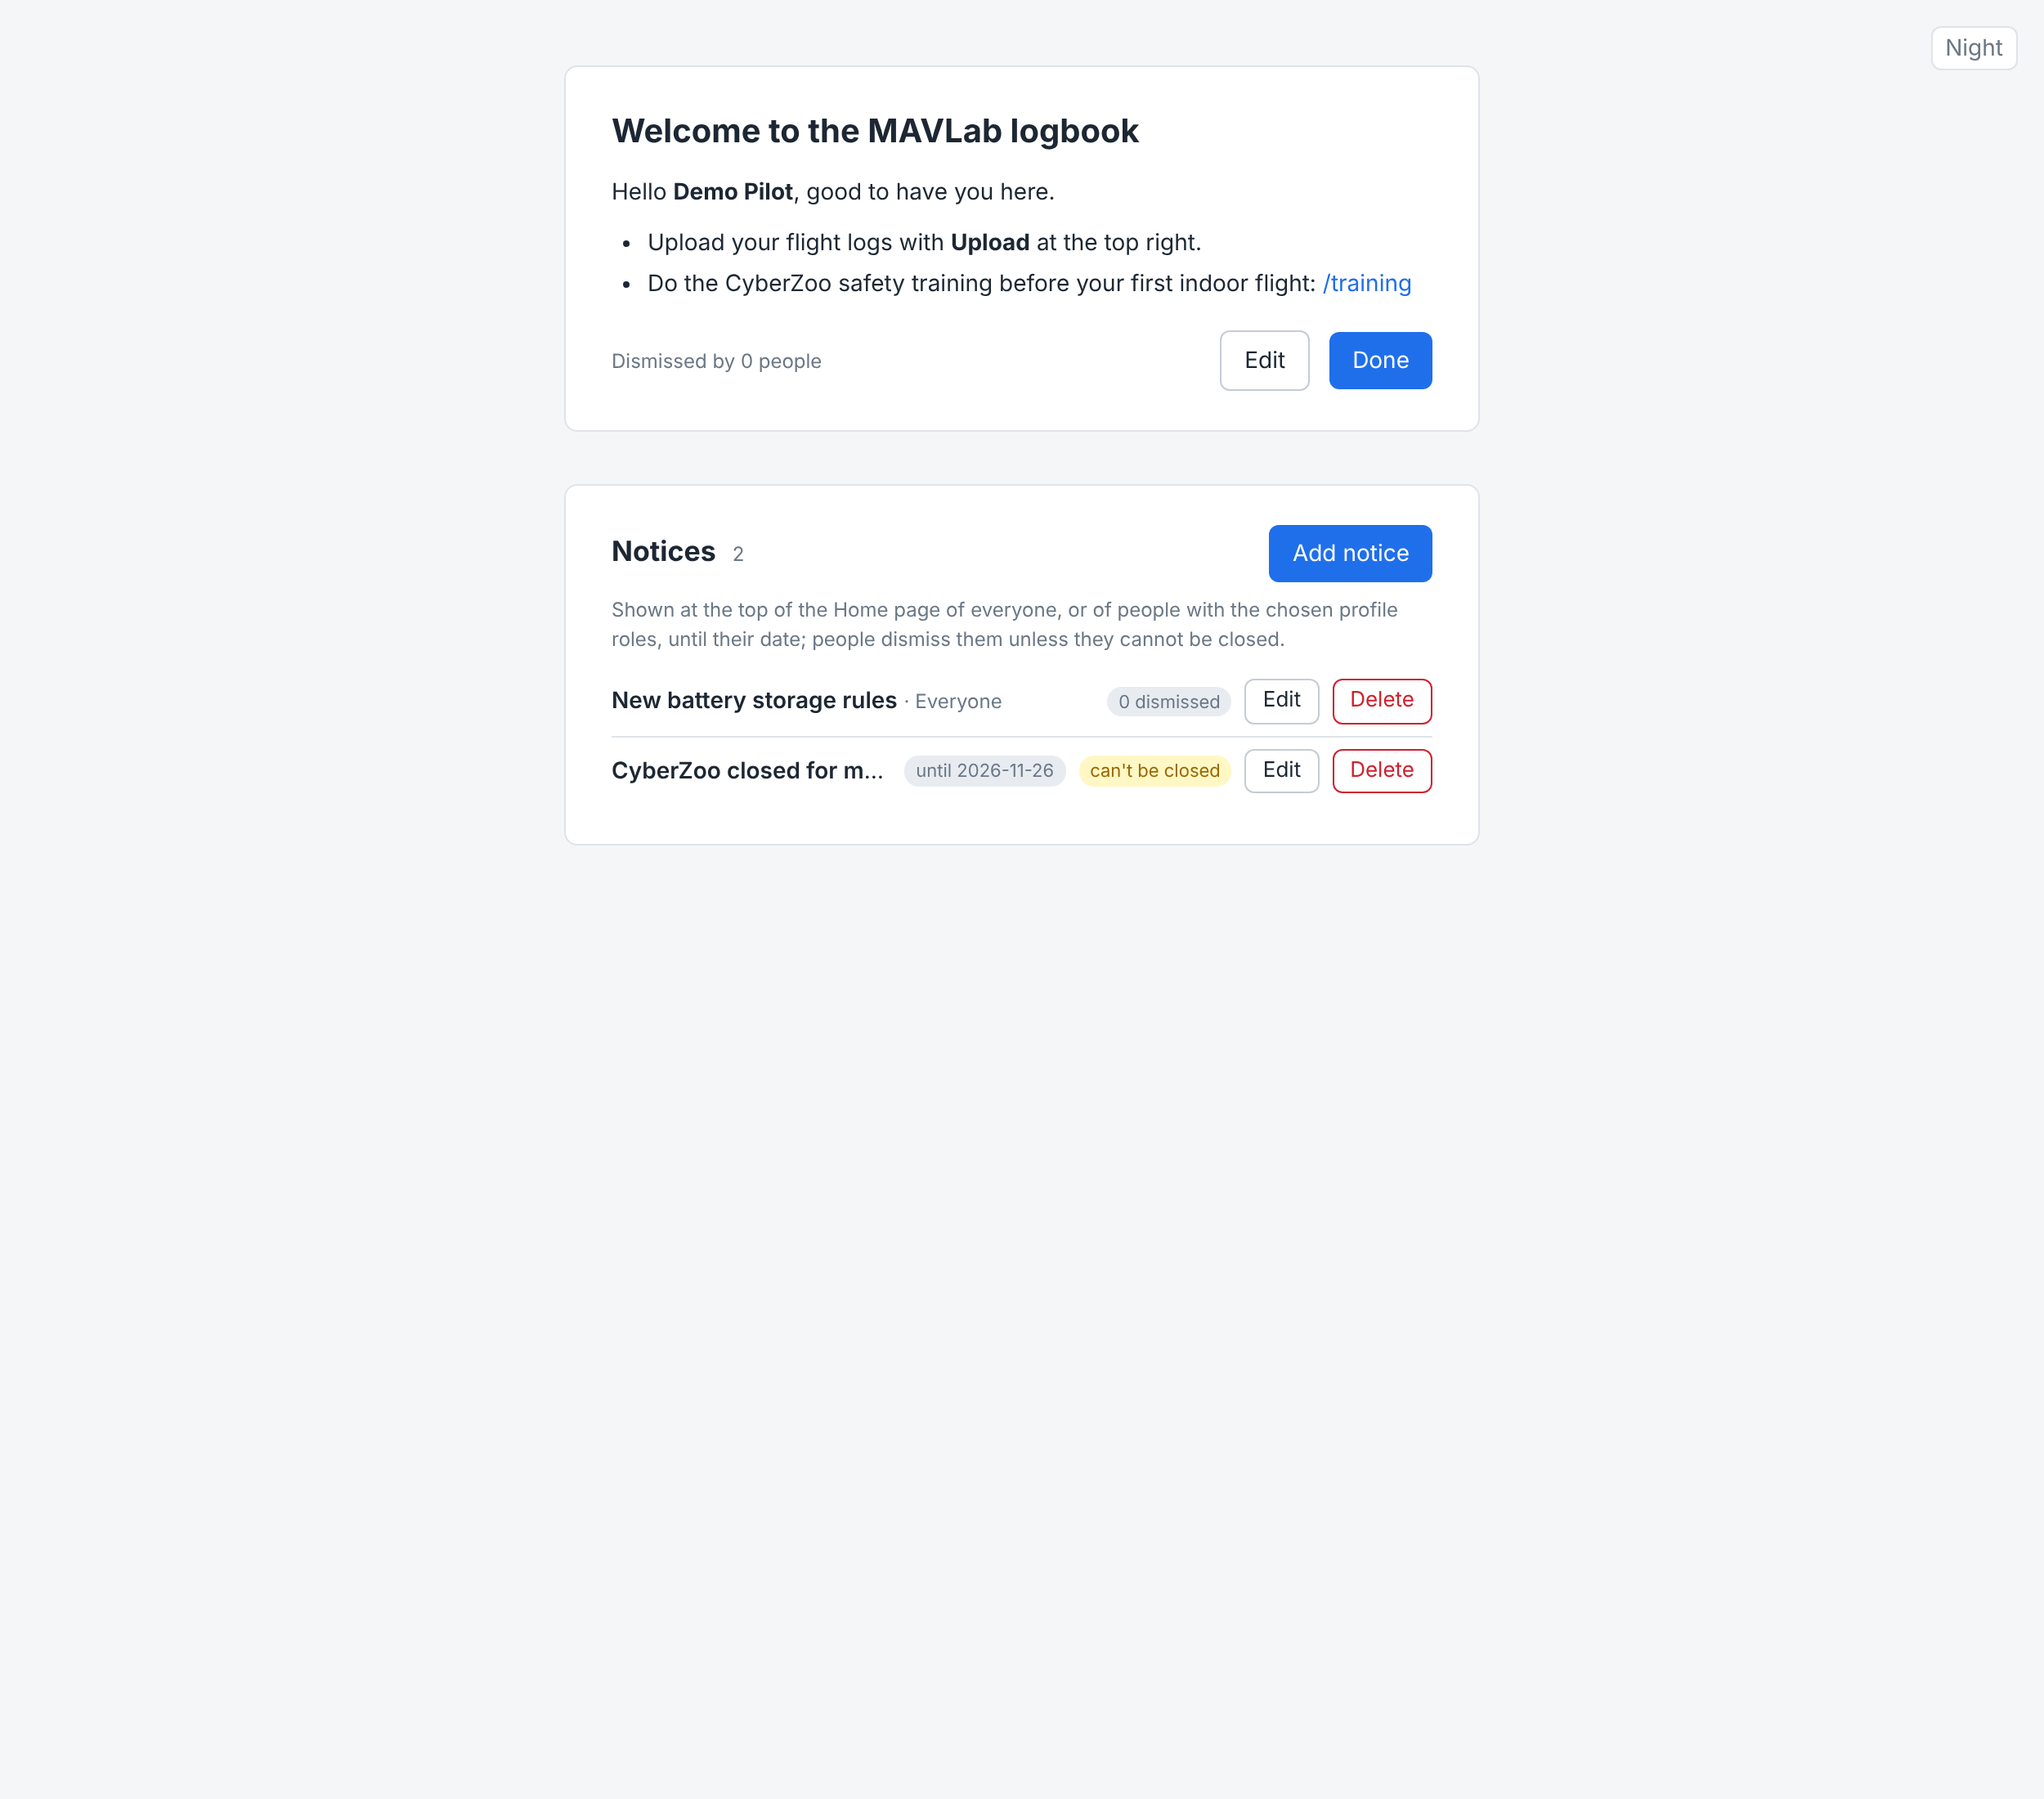 Night
Welcome to the MAVLab logbook
Hello Demo Pilot, good to have you here.
• Upload your flight logs with Upload at the top right.
• Do the CyberZoo safety training before your first indoor flight: /training
Dismissed by 0 people Edit Done
Notices 2 Add notice
Shown at the top of the Home page of everyone, or of people with the chosen profile
roles, until their date; people dismiss them unless they cannot be closed.
New battery storage rules · Everyone 0 dismissed Edit Delete
CyberZoo closed for m... until 2026-11-26 can't be closed Edit Delete